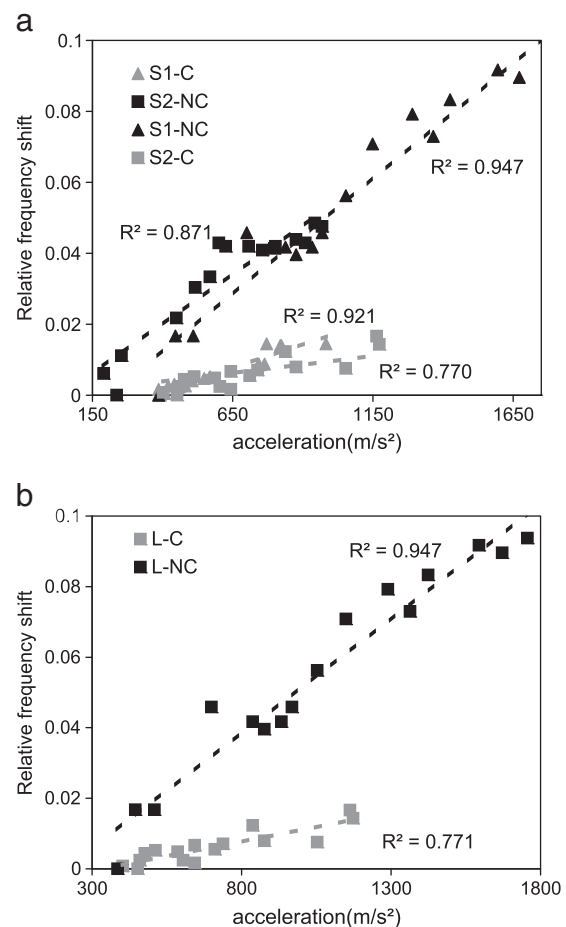 a
0.1
S1-C
S2-NC
0.08
S1-NC
S2-C
R² = 0.947
0.06
R² = 0.871
0.04
R² = 0.921
0.02
R² = 0.770
0
150 650 1150 1650
Relative frequency shift
acceleration(m/s²)
b
0.1
L-C
R² = 0.947
L-NC
0.08
0.06
0.04
0.02
R² = 0.771
0
300 800 1300 1800
Relative frequency shift
acceleration(m/s²)